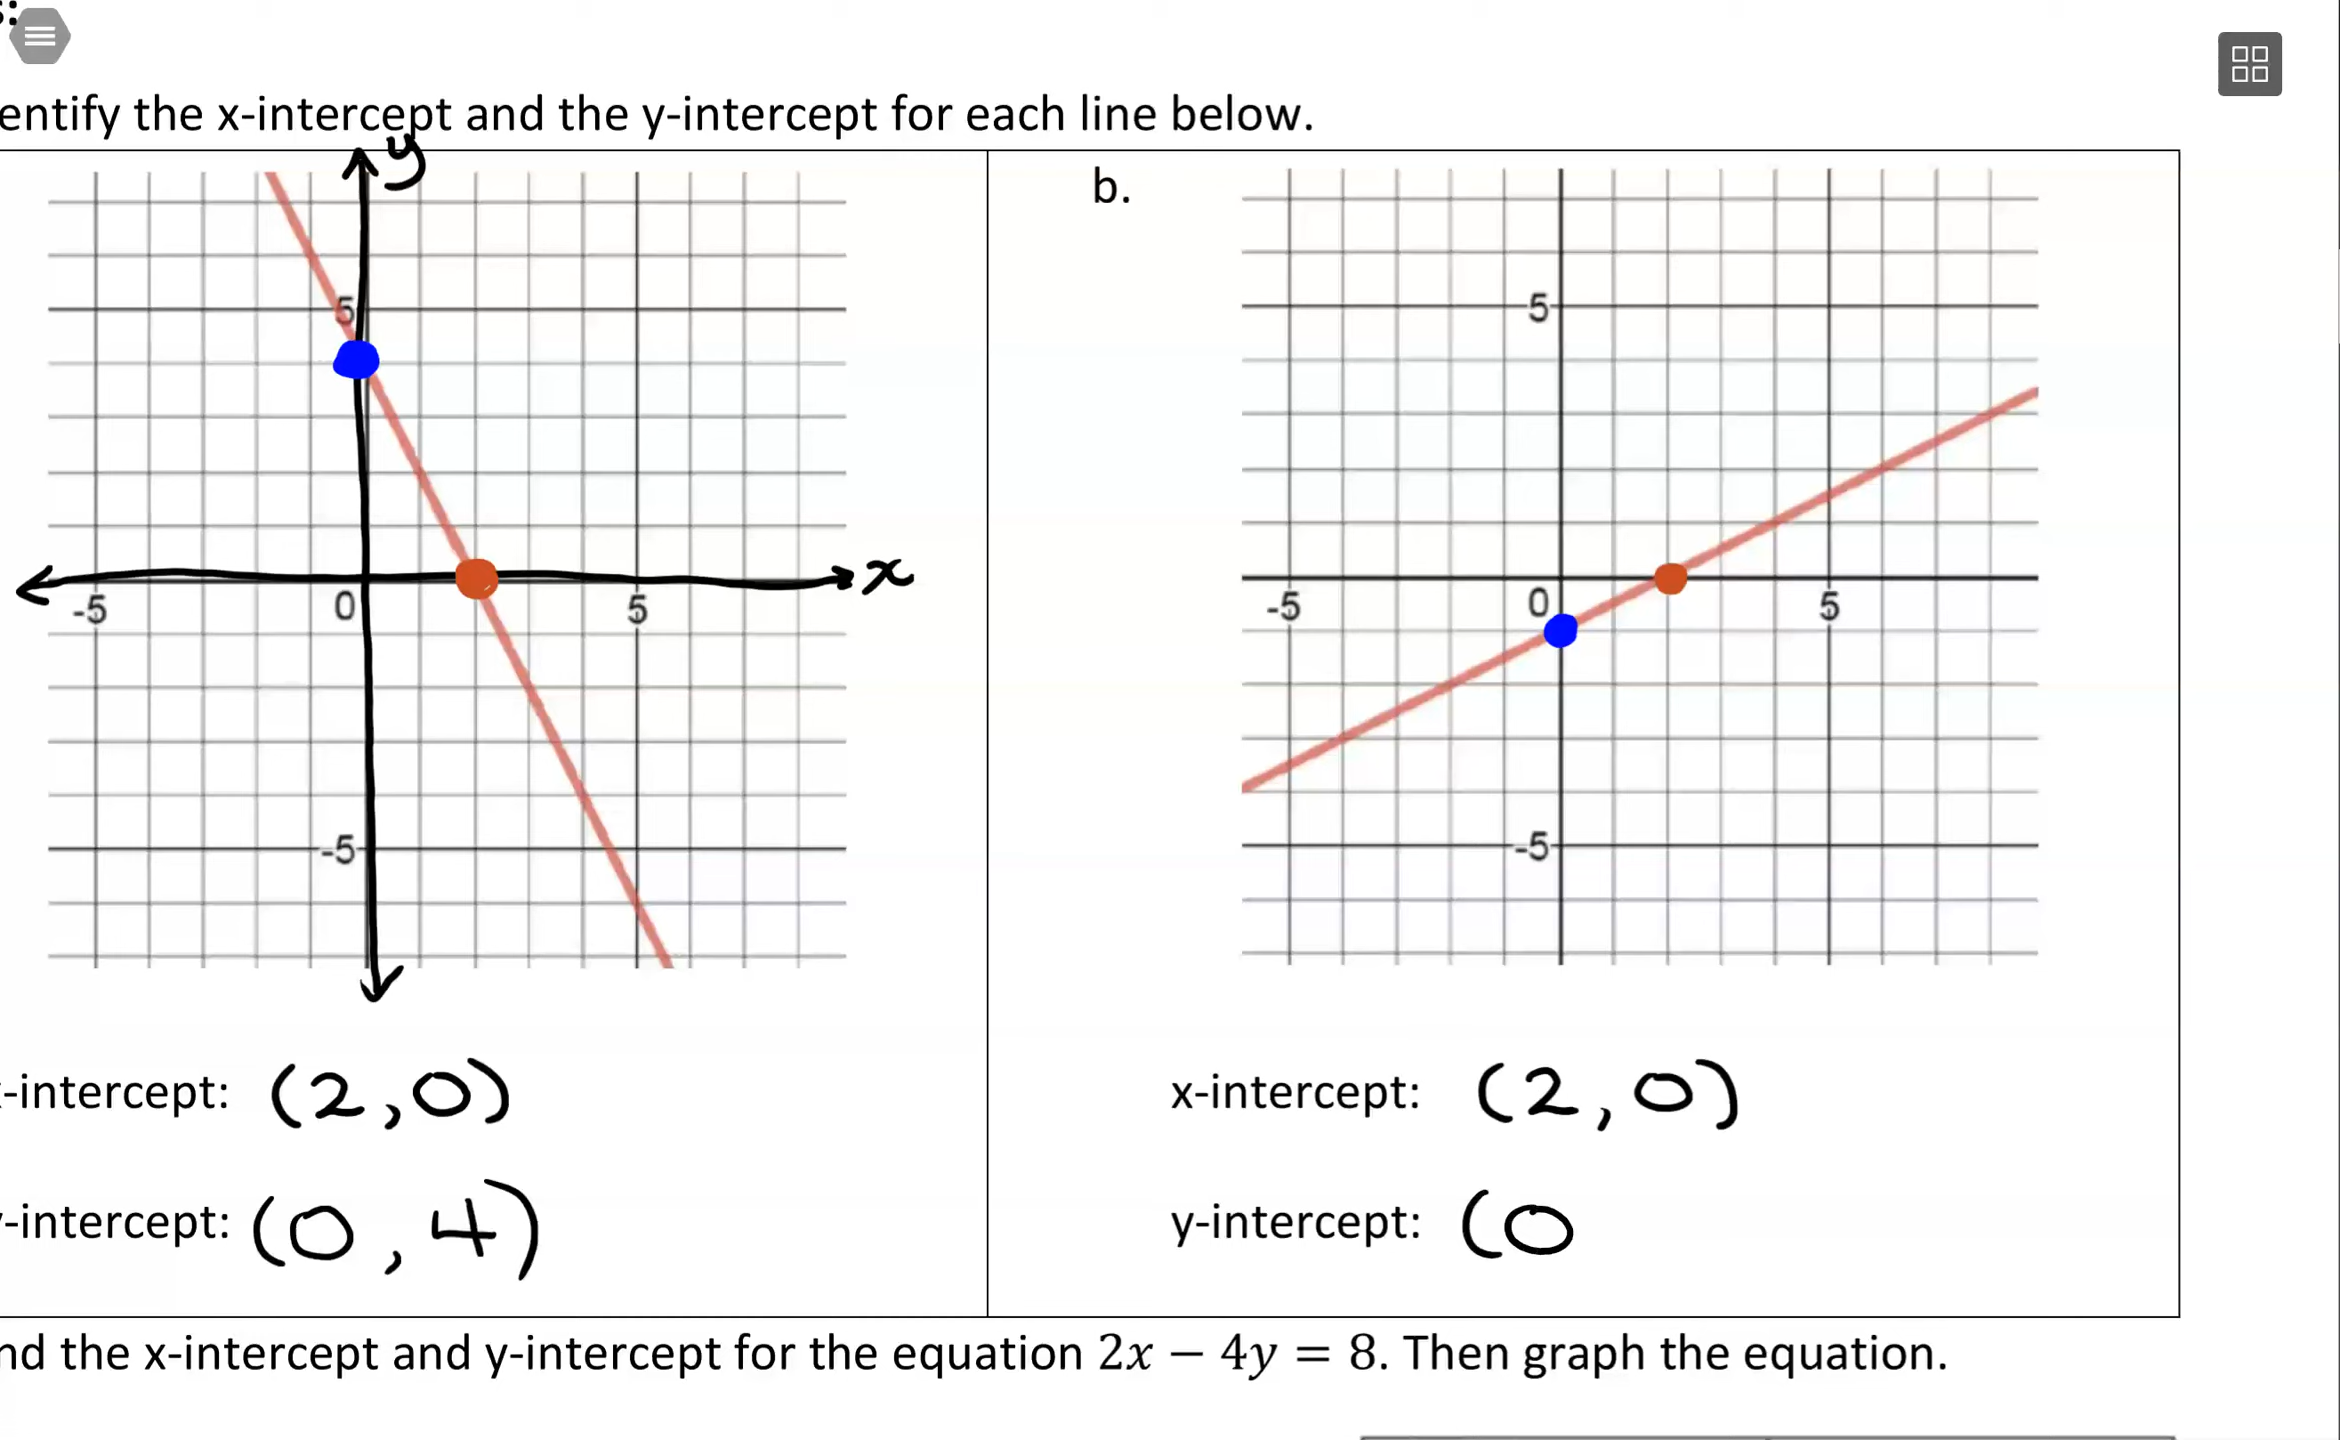 s:
entify the x-intercept and the y-intercept for each line below.
y
5
-5 0 5 x
-5
-intercept: (2,0)
-intercept: (0,4)
b.
5
-5 0 5
-5
x-intercept: (2,0)
y-intercept: (0
nd the x-intercept and y-intercept for the equation 2x − 4y = 8. Then graph the equation.